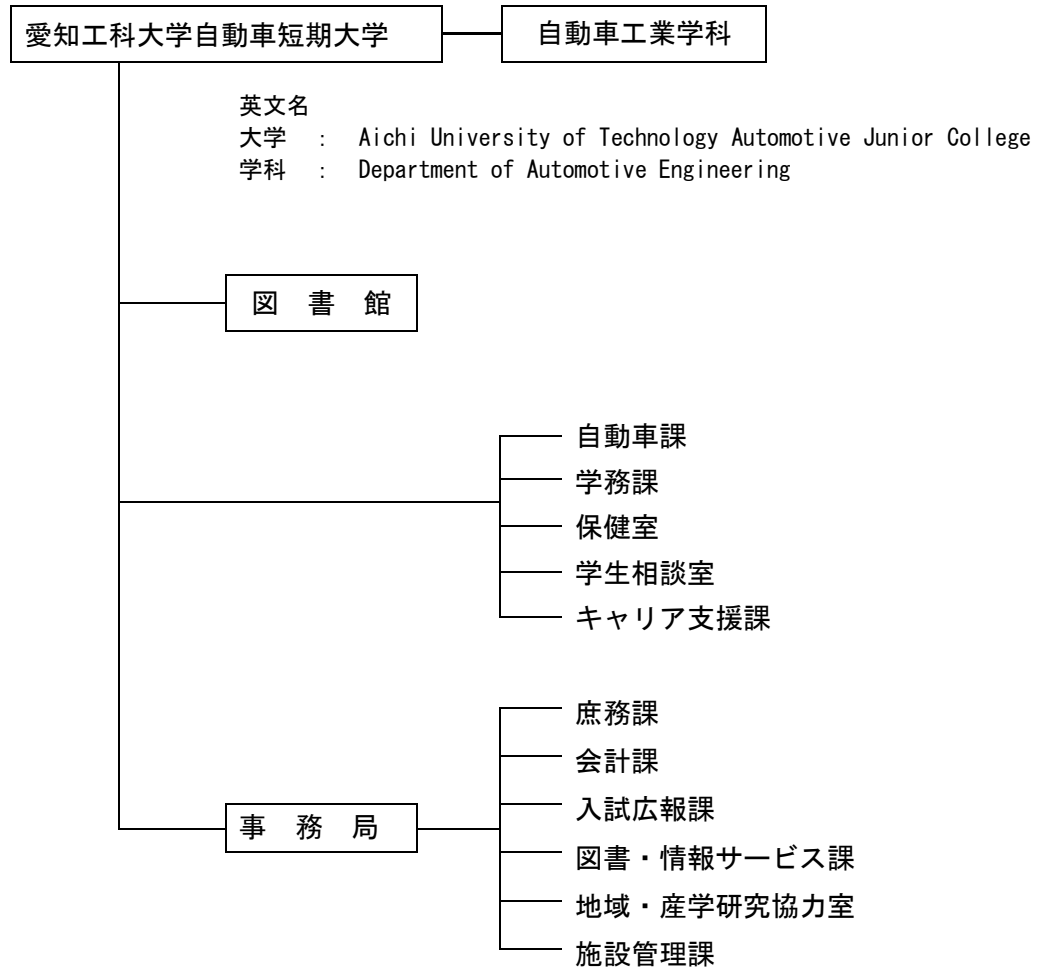 愛知工科大学自動車短期大学
自動車工業学科
英文名
大学 : Aichi University of Technology Automotive Junior College
学科 : Department of Automotive Engineering
図 書 館
自動車課
学務課
保健室
学生相談室
キャリア支援課
庶務課
会計課
入試広報課
事 務 局
図書・情報サービス課
地域・産学研究協力室
施設管理課